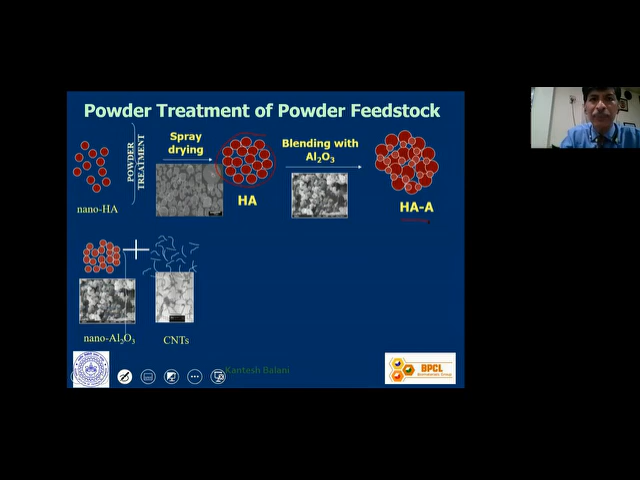 Powder Treatment of Powder Feedstock
POWDER
TREATMENT
Spray
drying
Blending with
Al₂O₃
nano-HA
HA
HA-A
nano-Al₂O₃
CNTs
Kantesh Balani
BPCL